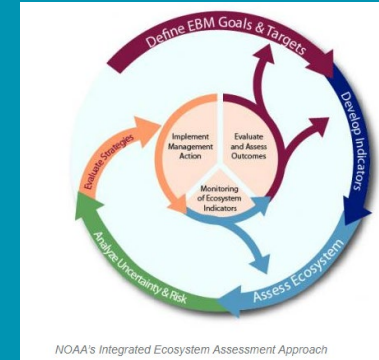 Define EBM Goals & Targets
Develop Indicators
Assess Ecosystem
Analyze Uncertainty & Risk
Evaluate Strategies
Implement
Management
Action
Evaluate
and Assess
Outcomes
Monitoring
of Ecosystem
Indicators
NOAA's Integrated Ecosystem Assessment Approach